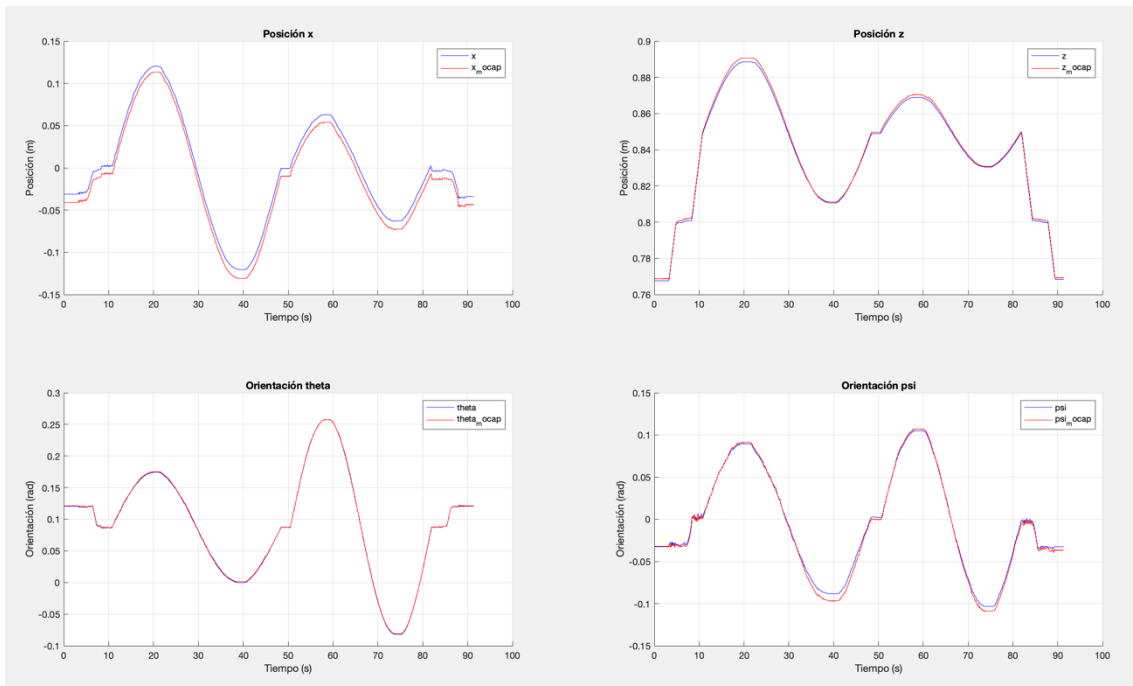 Posición x
0.15
0.1
0.05
0
-0.05
-0.1
-0.15
Posición (m)
0 10 20 30 40 50 60 70 80 90 100
Tiempo (s)
x
x_mocap
Posición z
0.9
0.88
0.86
0.84
0.82
0.8
0.78
0.76
Posición (m)
0 10 20 30 40 50 60 70 80 90 100
Tiempo (s)
z
z_mocap
Orientación theta
0.3
0.25
0.2
0.15
0.1
0.05
0
-0.05
-0.1
Orientación (rad)
0 10 20 30 40 50 60 70 80 90 100
Tiempo (s)
theta
theta_mocap
Orientación psi
0.15
0.1
0.05
0
-0.05
-0.1
-0.15
Orientación (rad)
0 10 20 30 40 50 60 70 80 90 100
Tiempo (s)
psi
psi_mocap